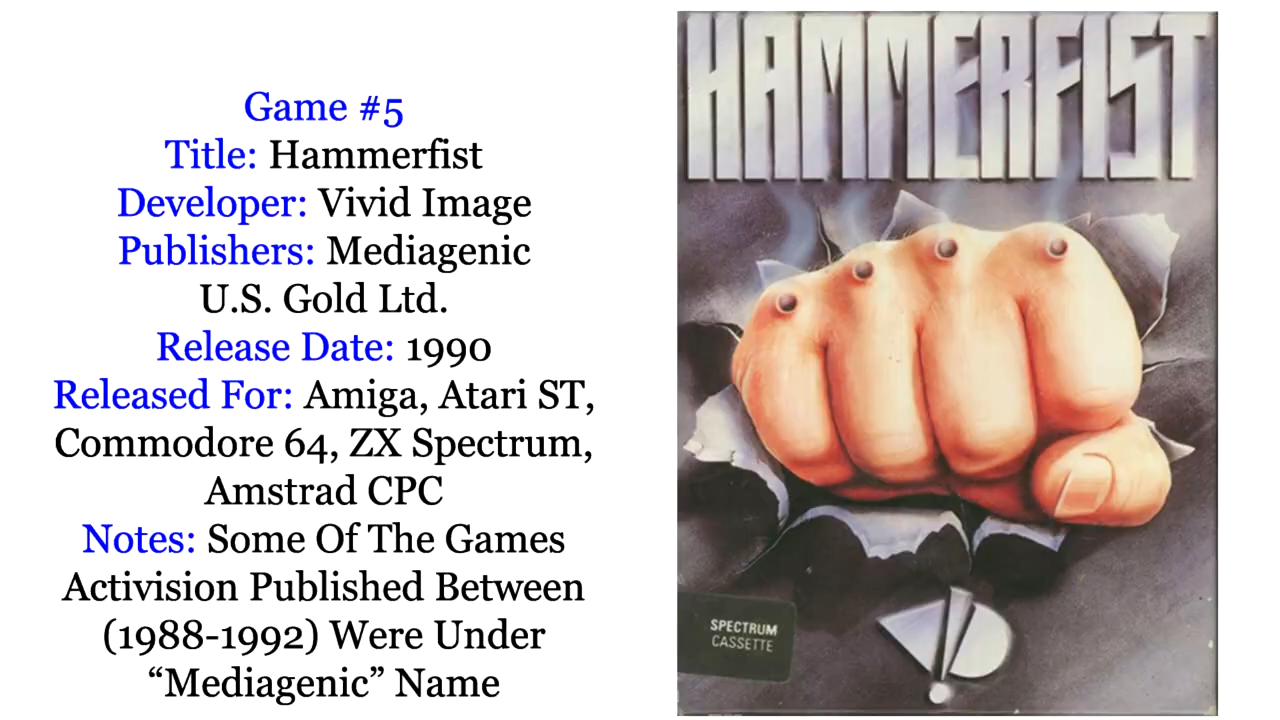 Game #5
Title: Hammerfist
Developer: Vivid Image
Publishers: Mediagenic
U.S. Gold Ltd.
Release Date: 1990
Released For: Amiga, Atari ST,
Commodore 64, ZX Spectrum,
Amstrad CPC
Notes: Some Of The Games
Activision Published Between
(1988-1992) Were Under
“Mediagenic” Name
HAMMERFIST
SPECTRUM
CASSETTE